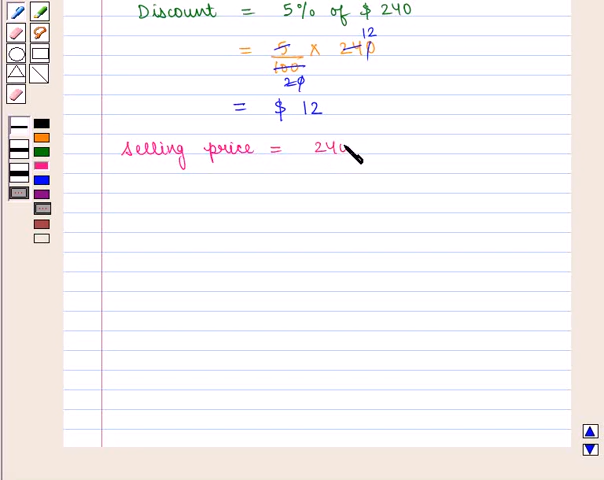 Discount = 5% of $ 240
12
= 5/100 × 240
20
= $ 12
Selling price = 240